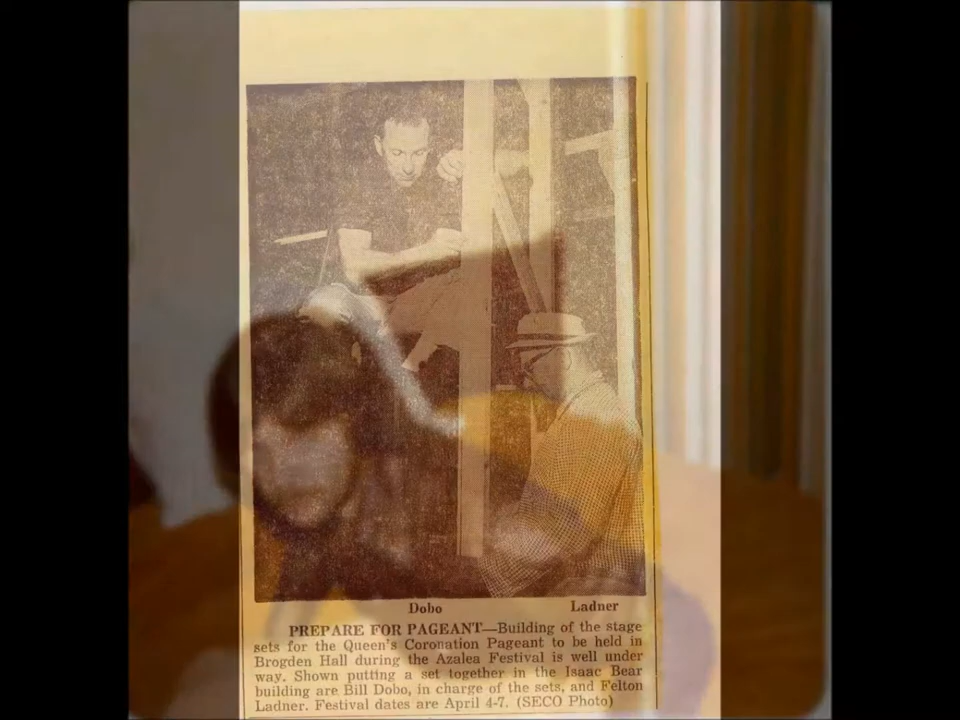 Dobo Ladner
PREPARE FOR PAGEANT—Building of the stage
sets for the Queen's Coronation Pageant to be held in
Brogden Hall during the Azalea Festival is well under
way. Shown putting a set together in the Isaac Bear
building are Bill Dobo, in charge of the sets, and Felton
Ladner. Festival dates are April 4-7. (SECO Photo)